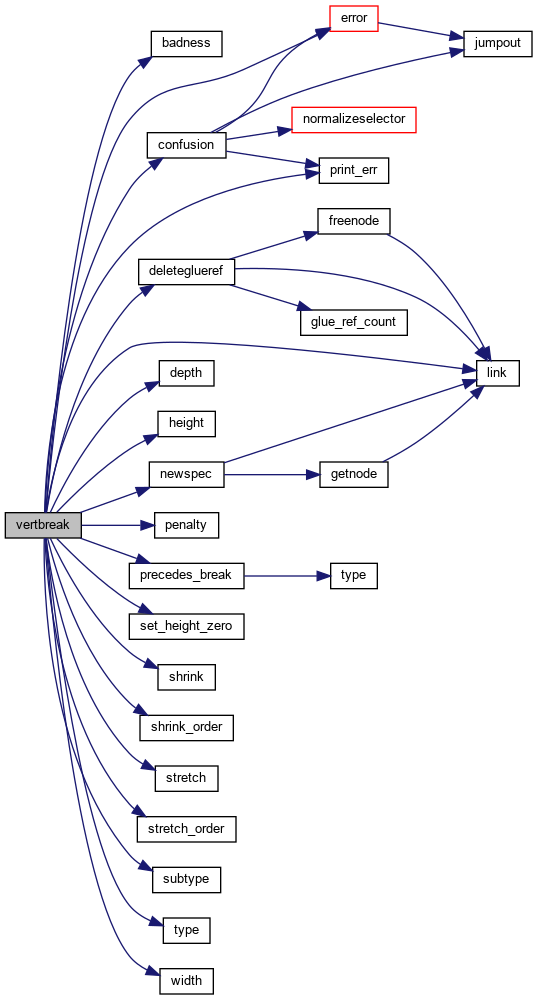 error
badness
jumpout
normalizeselector
confusion
print_err
freenode
deleteglueref
glue_ref_count
depth
link
height
newspec
getnode
vertbreak
penalty
precedes_break
type
set_height_zero
shrink
shrink_order
stretch
stretch_order
subtype
type
width